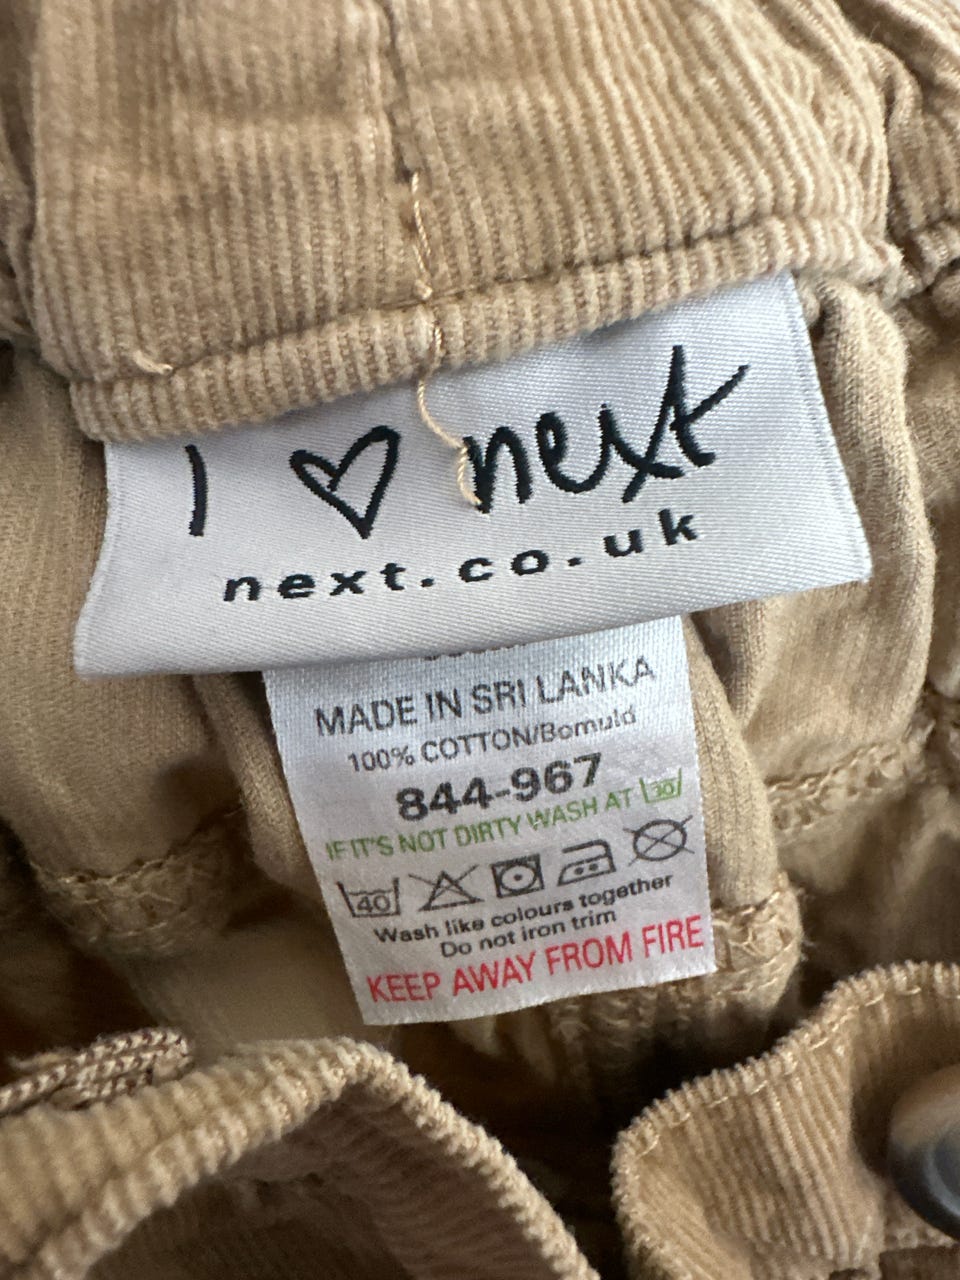 I ♡ next
next.co.uk
MADE IN SRI LANKA
100% COTTON/Bomuld
844-967
IF IT'S NOT DIRTY WASH AT 30
40
Wash like colours together
Do not iron trim
KEEP AWAY FROM FIRE